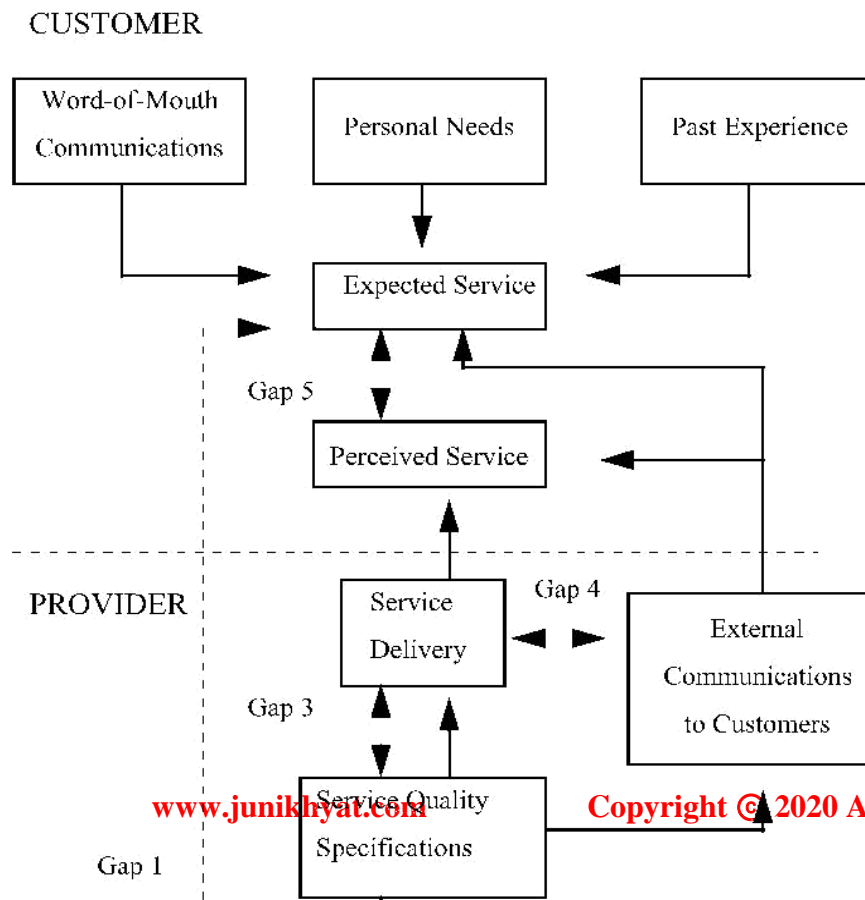 CUSTOMER
Word-of-Mouth
Communications
Personal Needs
Past Experience
Expected Service
Gap 5
Perceived Service
PROVIDER
Service
Delivery
Gap 4
External
Communications
to Customers
Gap 3
Service Quality
Specifications
www.junikhyat.com
Copyright © 2020 A
Gap 1